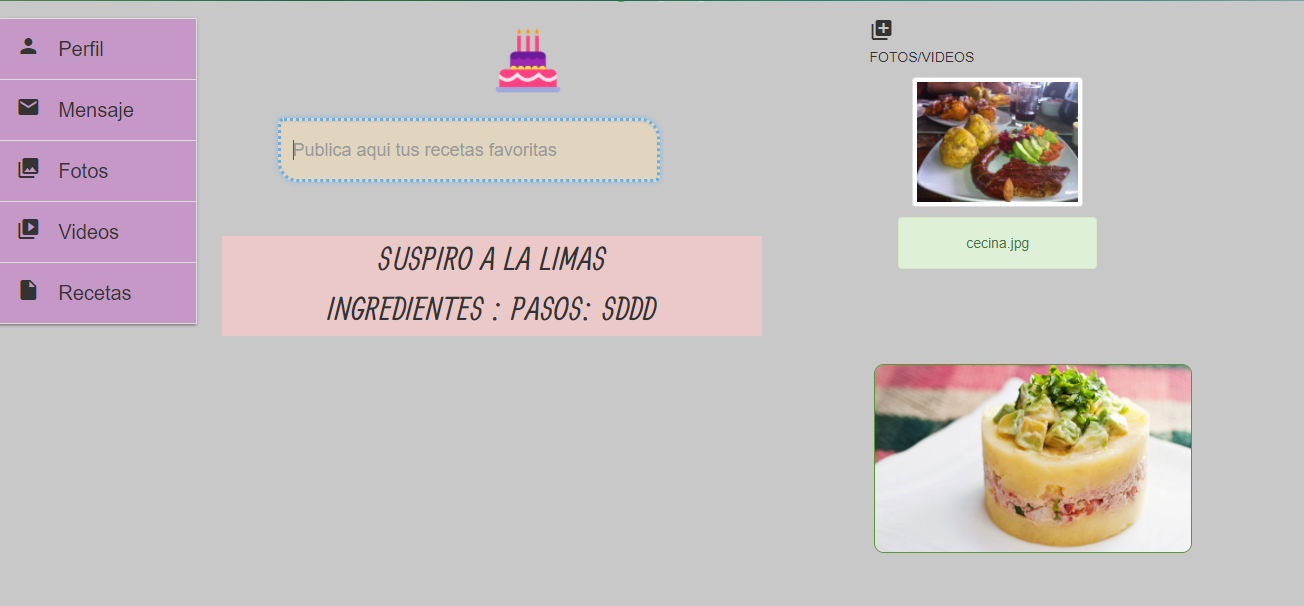 Perfil
Mensaje
Fotos
Videos
Recetas
Publica aqui tus recetas favoritas
SUSPIRO A LA LIMAS
INGREDIENTES : PASOS: SDDD
FOTOS/VIDEOS
cecina.jpg